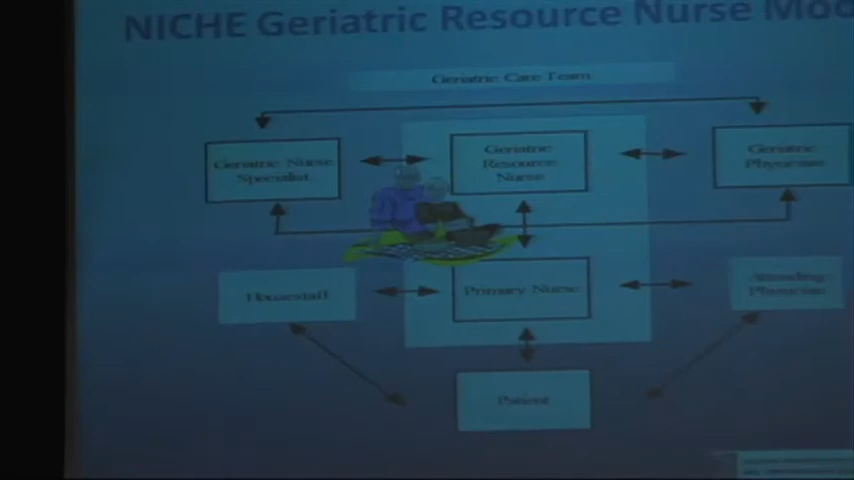 NICHE Geriatric Resource Nurse Mod
Geriatric Care Team
Geriatric Nurse
Specialist
Geriatric
Resource
Nurse
Geriatric
Physician
Housestaff
Primary Nurse
Attending
Physician
Patient